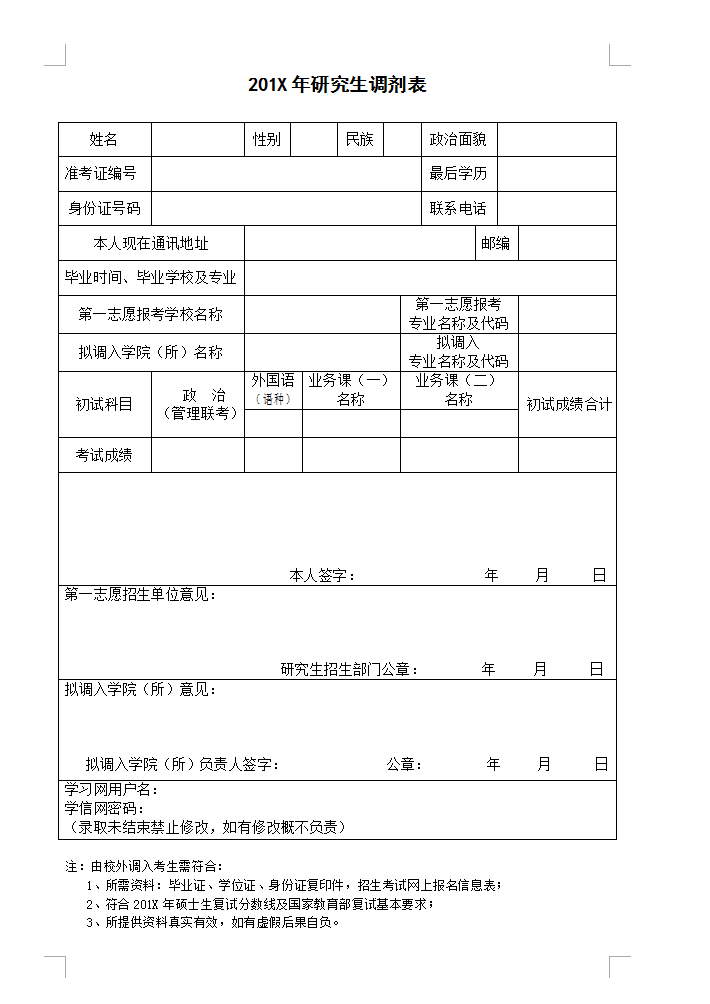 201X 年研究生调剂表
姓名 性别 民族 政治面貌
准考证编号 最后学历
身份证号码 联系电话
本人现在通讯地址 邮编
毕业时间、毕业学校及专业
第一志愿报考学校名称 第一志愿报考
专业名称及代码
拟调入学院（所）名称 拟调入
专业名称及代码
初试科目 政 治
（管理联考） 外国语
（语种） 业务课（一）
名称 业务课（二）
名称 初试成绩合计
考试成绩
本人签字： 年 月 日
第一志愿招生单位意见：
研究生招生部门公章： 年 月 日
拟调入学院（所）意见：
拟调入学院（所）负责人签字： 公章： 年 月 日
学习网用户名：
学信网密码：
（录取未结束禁止修改，如有修改概不负责）
注：由校外调入考生需符合：
1、所需资料：毕业证、学位证、身份证复印件，招生考试网上报名信息表；
2、符合 201X 年硕士生复试分数线及国家教育部复试基本要求；
3、所提供资料真实有效，如有虚假后果自负。